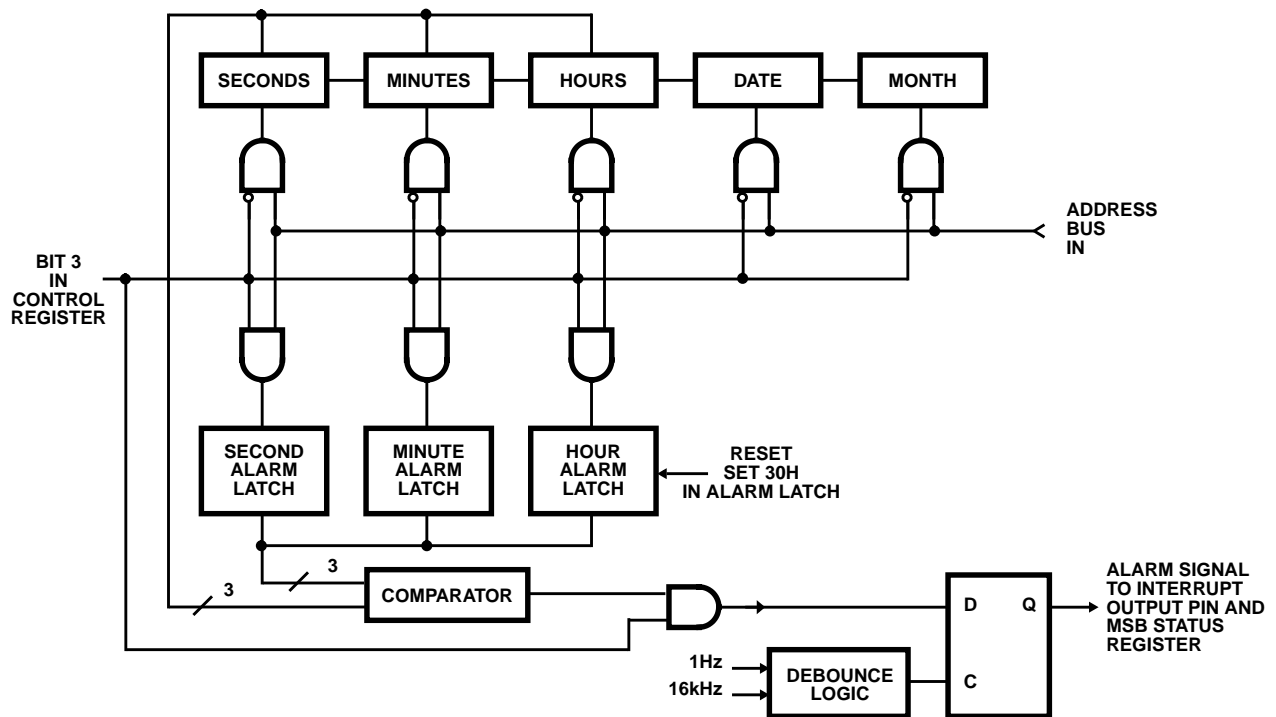 SECONDS
MINUTES
HOURS
DATE
MONTH
ADDRESS
BUS
IN
BIT 3
IN
CONTROL
REGISTER
SECOND
ALARM
LATCH
MINUTE
ALARM
LATCH
HOUR
ALARM
LATCH
RESET
SET 30H
IN ALARM LATCH
3
3
COMPARATOR
D
Q
C
ALARM SIGNAL
TO INTERRUPT
OUTPUT PIN AND
MSB STATUS
REGISTER
1Hz
16kHz
DEBOUNCE
LOGIC